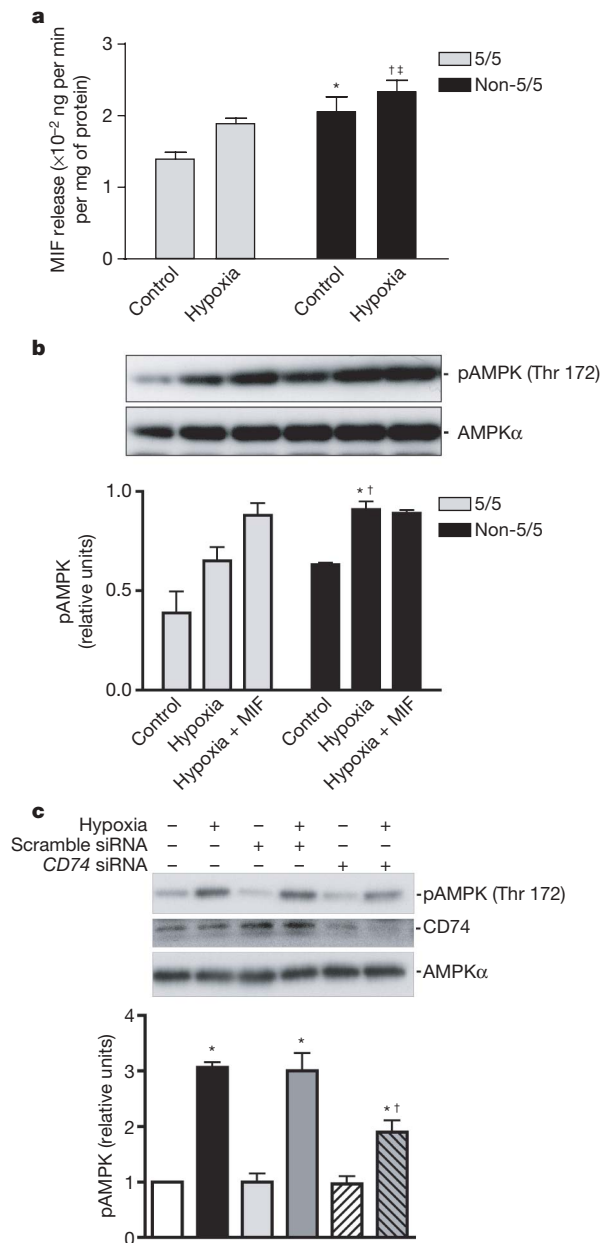 a
MIF release (×10⁻² ng per min
per mg of protein)
3
2
1
0
* †‡
5/5
Non-5/5
Control Hypoxia Control Hypoxia
b
pAMPK (Thr 172)
AMPKα
pAMPK
(relative units)
1.0
0.5
0.0
* †
5/5
Non-5/5
Control Hypoxia Hypoxia + MIF Control Hypoxia Hypoxia + MIF
c
Hypoxia – + – + – +
Scramble siRNA – – + + – –
CD74 siRNA – – – – + +
pAMPK (Thr 172)
CD74
AMPKα
pAMPK (relative units)
4
3
2
1
0
* * * †